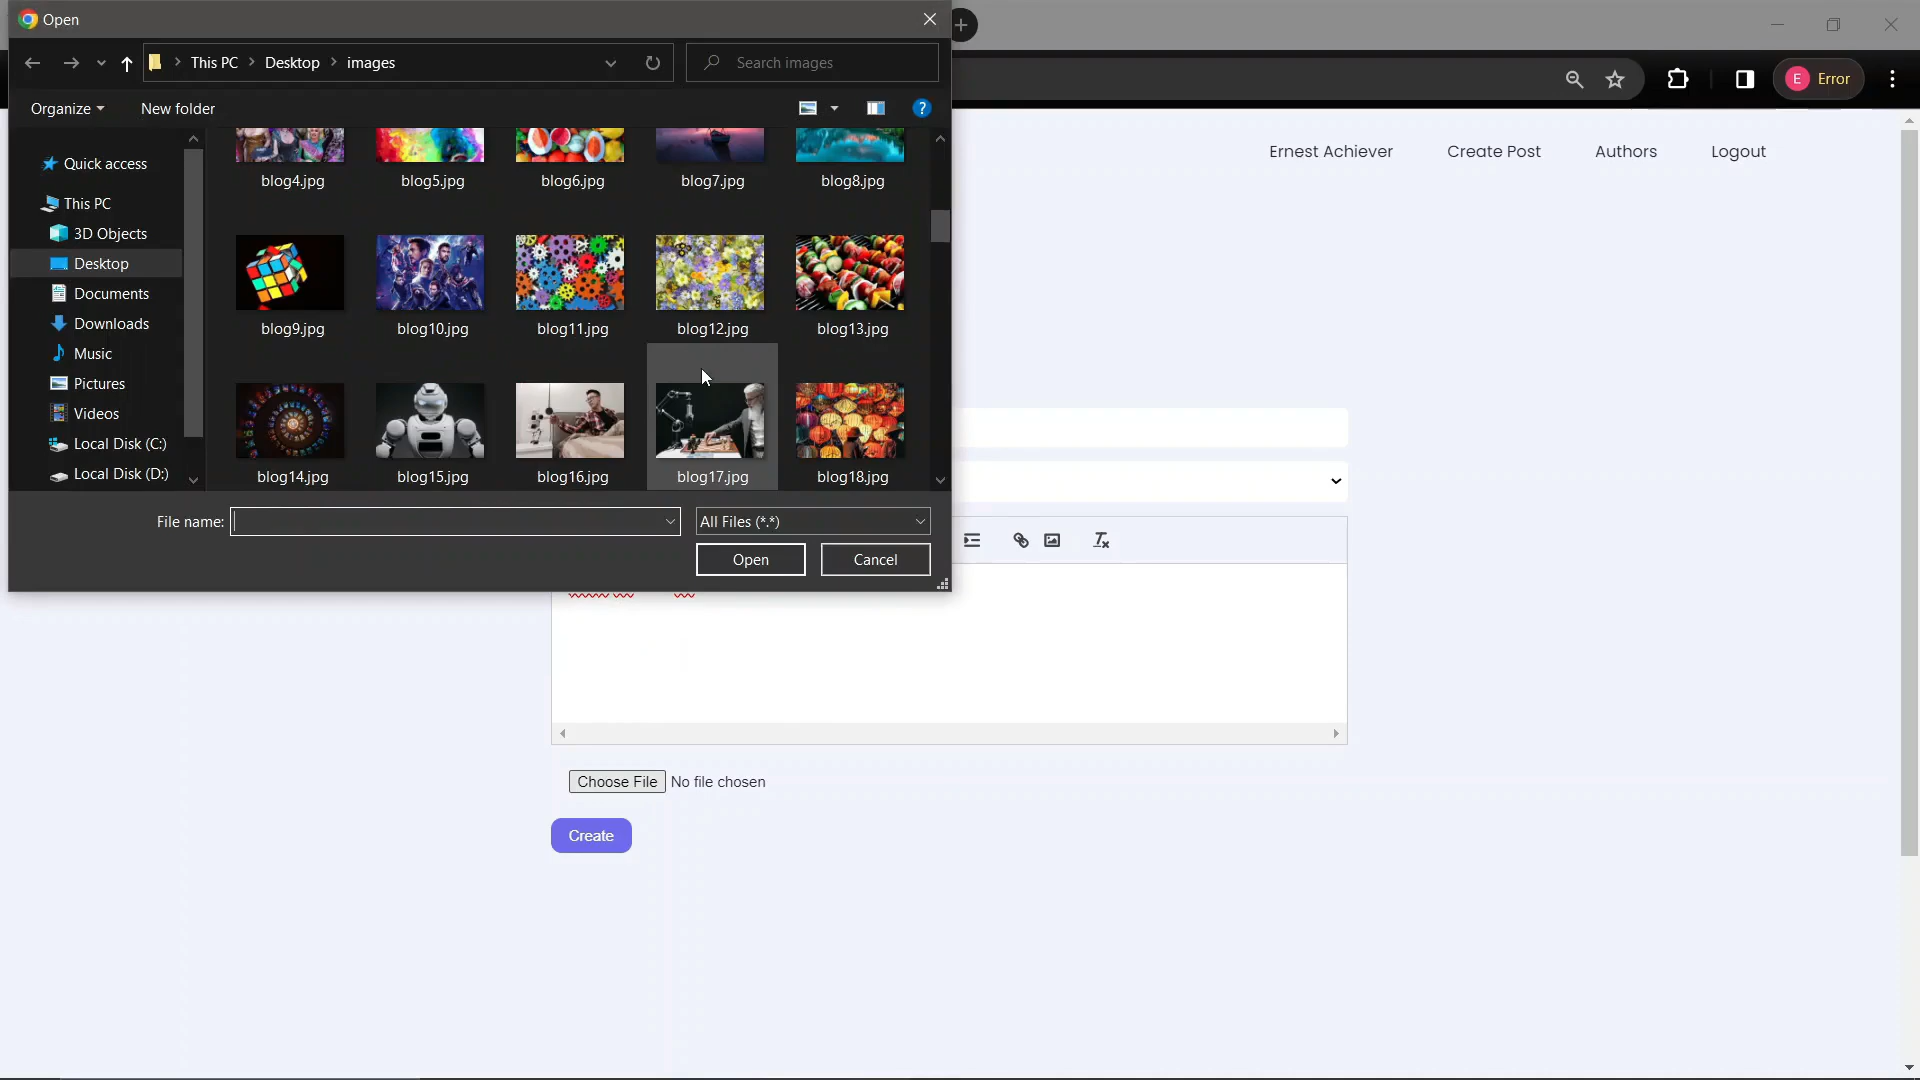 Open
This PC
Desktop
images
Search images
E
Error
Organize
New folder
?
Ernest Achiever
Create Post
Authors
Logout
Quick access
This PC
3D Objects
Desktop
Documents
Downloads
Music
Pictures
Videos
Local Disk (C:)
Local Disk (D:)
blog4.jpg
blog5.jpg
blog6.jpg
blog7.jpg
blog8.jpg
blog9.jpg
blog10.jpg
blog11.jpg
blog12.jpg
blog13.jpg
blog14.jpg
blog15.jpg
blog16.jpg
blog17.jpg
blog18.jpg
File name:
All Files (*.*)
Open
Cancel
Choose File No file chosen
Create